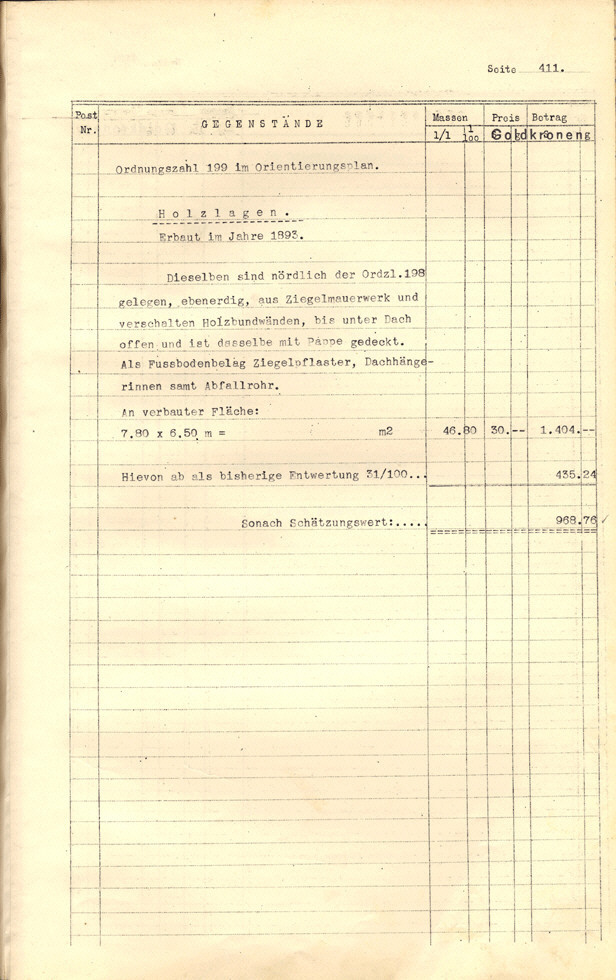 Seite 411.
Post Nr. GEGENSTÄNDE Massen 1/1 1/100 Preis Betrag Goldkronen
Ordnungszahl 199 im Orientierungsplan.
Holzlagen.
Erbaut im Jahre 1893.
Dieselben sind nördlich der Ordzl.198
gelegen, ebenerdig, aus Ziegelmauerwerk und
verschalten Holzbundwänden, bis unter Dach
offen und ist dasselbe mit Pappe gedeckt.
Als Fussbodenbelag Ziegelpflaster, Dachhänge-
rinnen samt Abfallrohr.
An verbauter Fläche:
7.80 x 6.50 m = m2 46.80 30.-- 1.404.--
Hievon ab als bisherige Entwertung 31/100... 435.24
Sonach Schätzungswert:..... 968.76